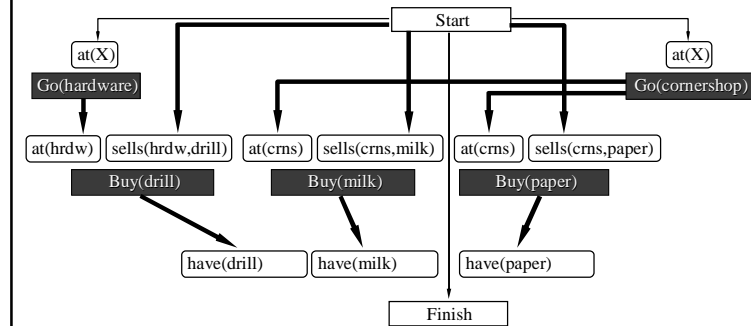 Start
at(X) at(X)
Go(hardware) Go(cornershop)
at(hrdw) sells(hrdw,drill) at(crns) sells(crns,milk) at(crns) sells(crns,paper)
Buy(drill) Buy(milk) Buy(paper)
have(drill) have(milk) have(paper)
Finish